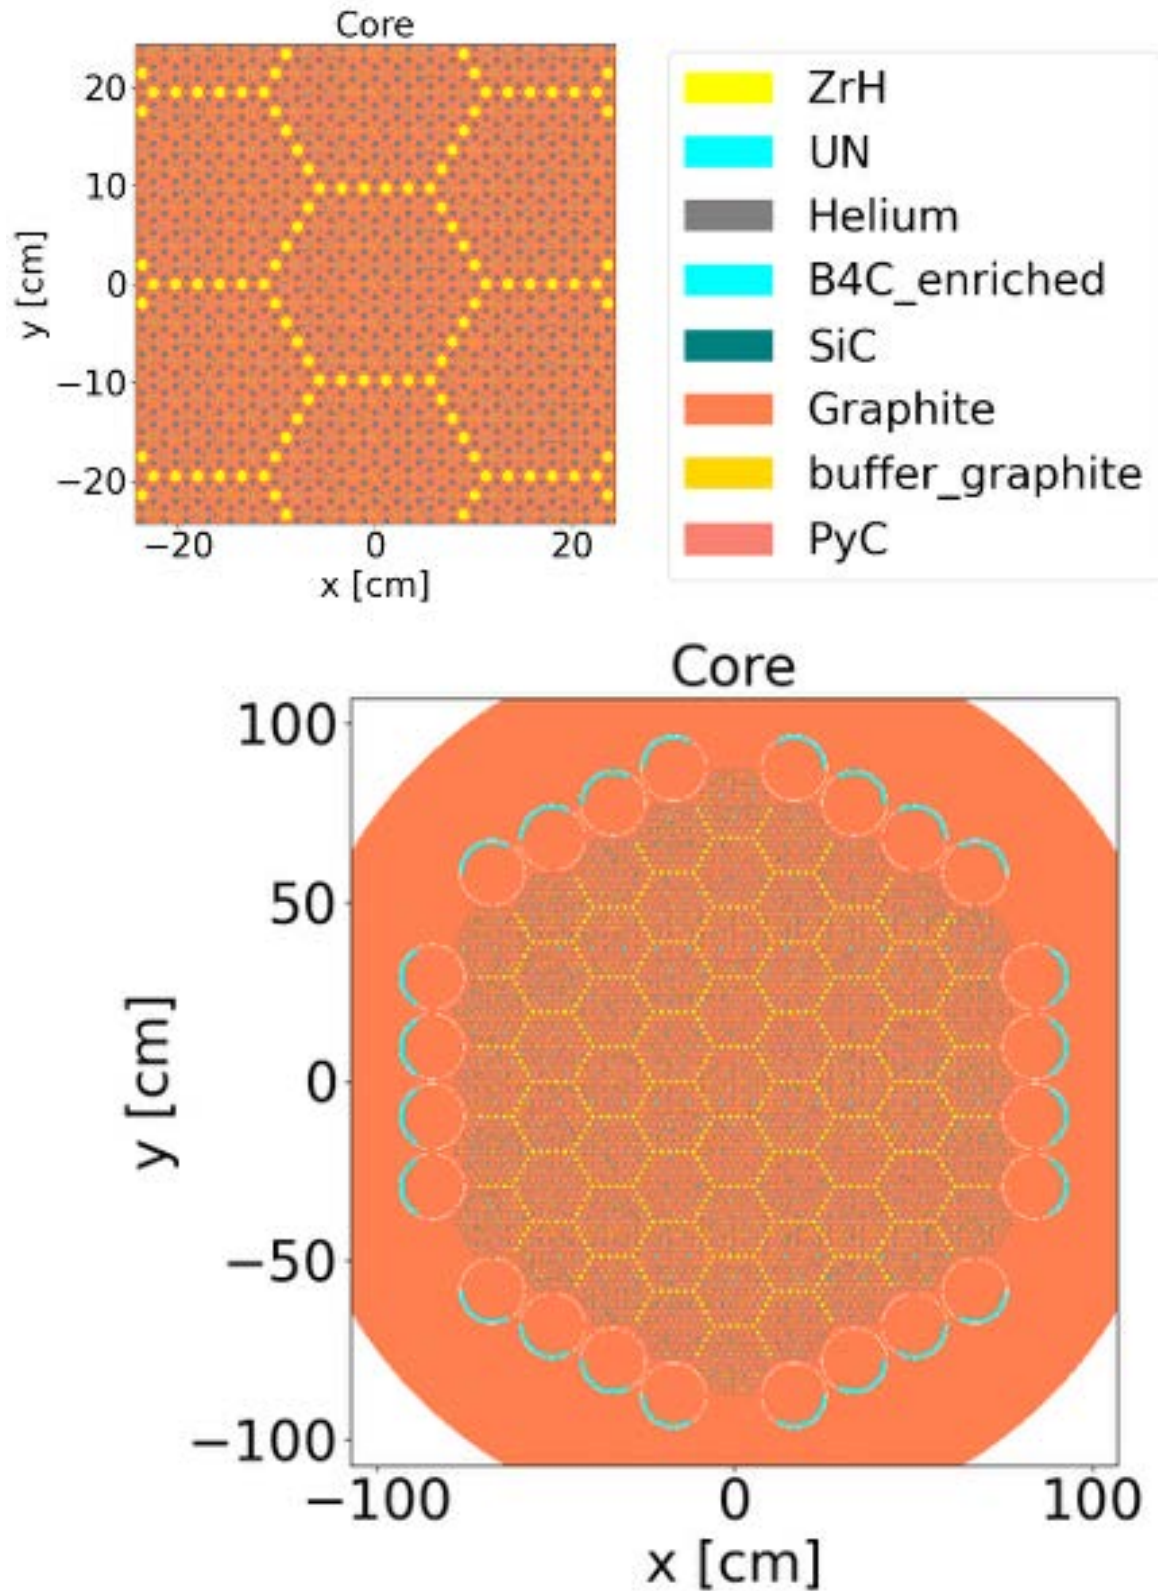 Core
20
10
0
−10
−20
y [cm]
−20 0 20
x [cm]
ZrH
UN
Helium
B4C_enriched
SiC
Graphite
buffer_graphite
PyC
Core
100
50
0
−50
−100
y [cm]
−100 0 100
x [cm]